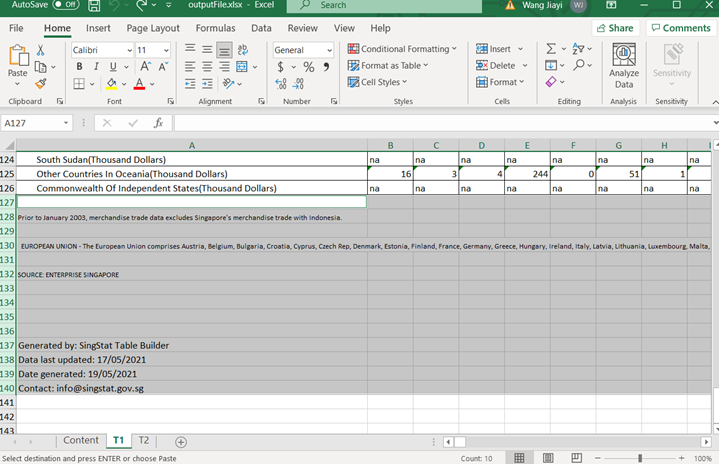 AutoSave Off outputFile.xlsx - Excel Search Wang Jiayi WJ
File Home Insert Page Layout Formulas Data Review View Help Share Comments
Calibri 11 General Conditional Formatting Insert
Paste B I U A A $ % Format as Table Delete Analyze Data Sensitivity
A Cell Styles Format
Clipboard Font Alignment Number Styles Cells Editing Analysis Sensitivity
A127 fx
A B C D E F G H I
124 South Sudan(Thousand Dollars) na na na na na na na na
125 Other Countries In Oceania(Thousand Dollars) 16 3 4 244 0 51 1
126 Commonwealth Of Independent States(Thousand Dollars) na na na na na na na na
127
128 Prior to January 2003, merchandise trade data excludes Singapore's merchandise trade with Indonesia.
129
130 EUROPEAN UNION - The European Union comprises Austria, Belgium, Bulgaria, Croatia, Cyprus, Czech Rep, Denmark, Estonia, Finland, France, Germany, Greece, Hungary, Ireland, Italy, Latvia, Lithuania, Luxembourg, Malta,
131
132 SOURCE: ENTERPRISE SINGAPORE
133
134
135
136
137 Generated by: SingStat Table Builder
138 Data last updated: 17/05/2021
139 Date generated: 19/05/2021
140 Contact: info@singstat.gov.sg
141
142
143
Content T1 T2
Select destination and press ENTER or choose Paste Count: 10 100%